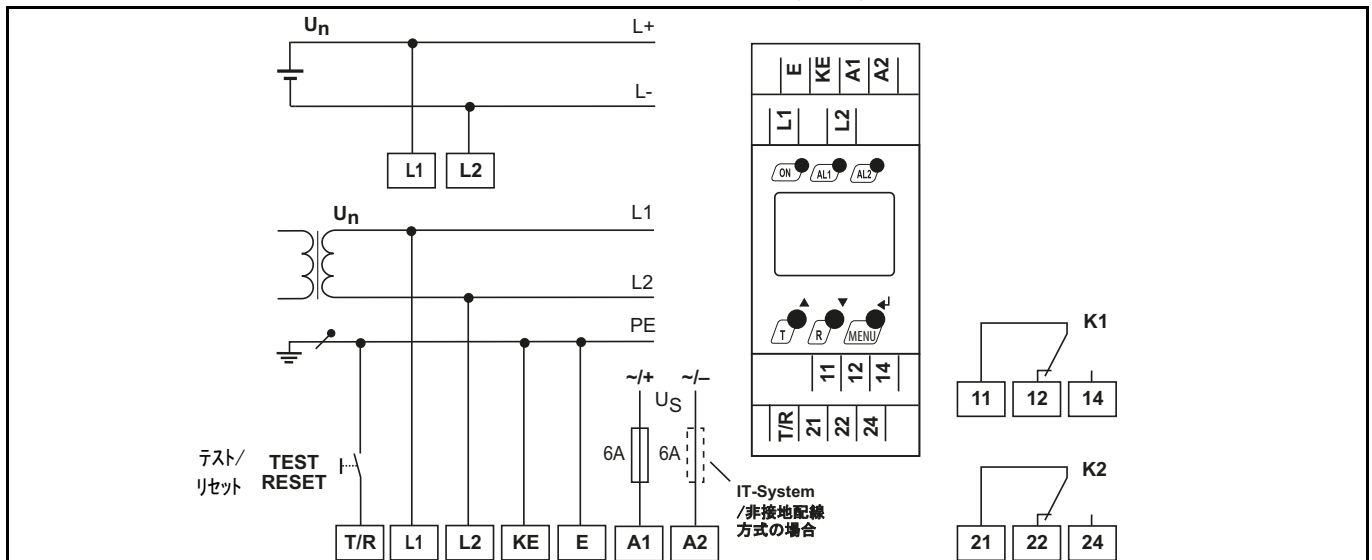 Un
L+
L-
L1 L2
Un
L1
L2
PE
~/+ ~/–
US
6A 6A
テスト/
リセット
TEST
RESET
IT-System
/非接地配線
方式の場合
T/R L1 L2 KE E A1 A2
E KE A1 A2
L1 L2
ON AL1 AL2
T R MENU
11 12 14
T/R 21 22 24
K1
11 12 14
K2
21 22 24